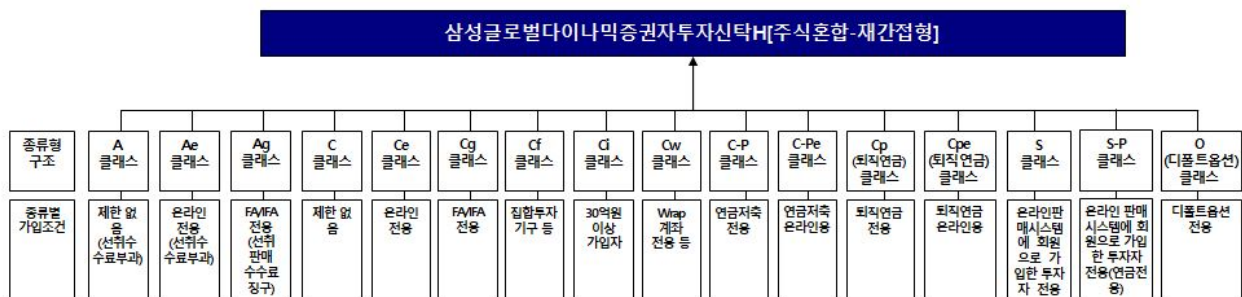 삼성글로벌다이나믹증권자투자신탁H[주식혼합-재간접형]
종류형
구조
A
클래스
Ae
클래스
Ag
클래스
C
클래스
Ce
클래스
Cg
클래스
Cf
클래스
Ci
클래스
Cw
클래스
C-P
클래스
C-Pe
클래스
Cp
(퇴직연금)
클래스
Cpe
(퇴직연금)
클래스
S
클래스
S-P
클래스
O
(디폴트옵션)
클래스
종류별
가입조건
제한 없
음
(선취수
수료부과)
온라인
전용
(선취수
수료부과)
FA/IFA
전용
(선취
판매
수수료
징구)
제한 없
음
온라인
전용
FA/IFA
전용
집합투자
기구 등
30억원
이상
가입자
Wrap
계좌
전용 등
연금저축
전용
연금저축
온라인용
퇴직연금
전용
퇴직연금
온라인용
온라인판
매시스템
에 회원
으로 가
입한 투자
자 전용
온라인 판매
시스템에 회
원으로 가입
한 투자자
전용(연금전
용)
디폴트옵션
전용